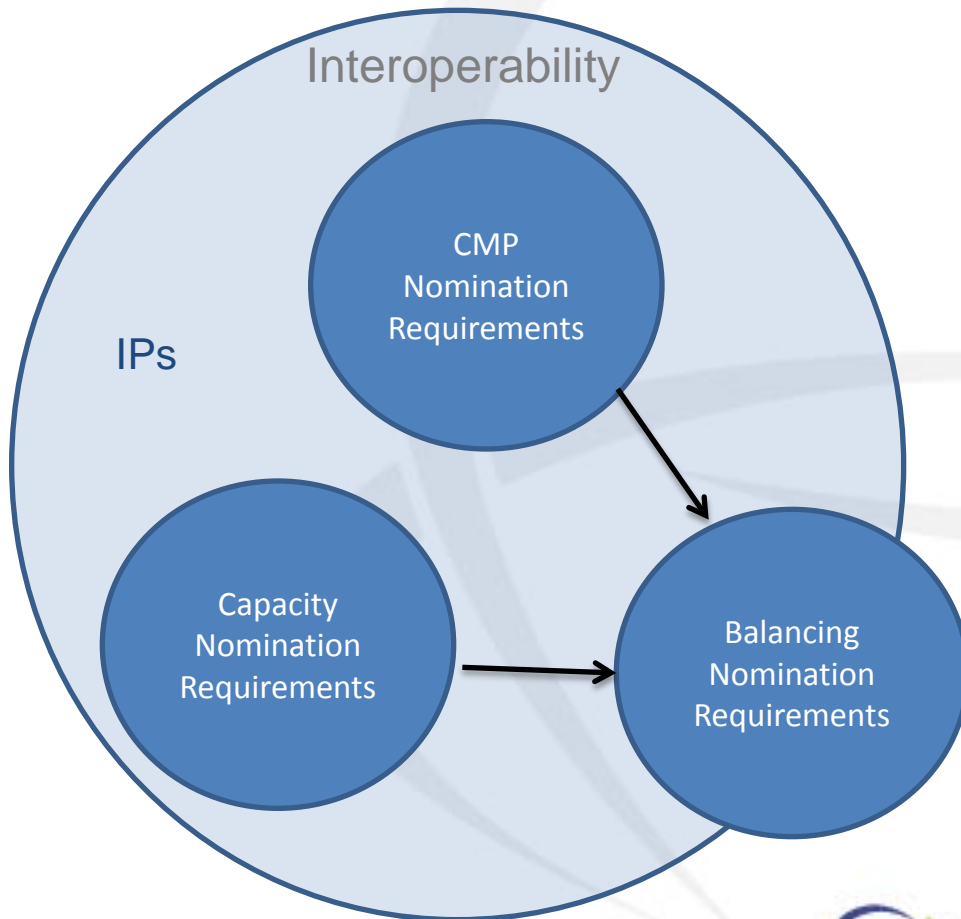 Interoperability
CMP
Nomination
Requirements
IPs
Capacity
Nomination
Requirements
Balancing
Nomination
Requirements